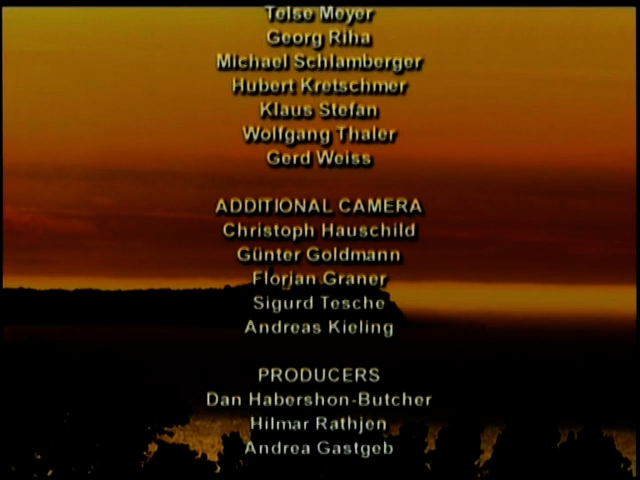 Telse Meyer
Georg Riha
Michael Schlamberger
Hubert Kretschmer
Klaus Stefan
Wolfgang Thaler
Gerd Weiss
ADDITIONAL CAMERA
Christoph Hauschild
Günter Goldmann
Florian Graner
Sigurd Tesche
Andreas Kieling
PRODUCERS
Dan Habershon-Butcher
Hilmar Rathjen
Andrea Gastgeb